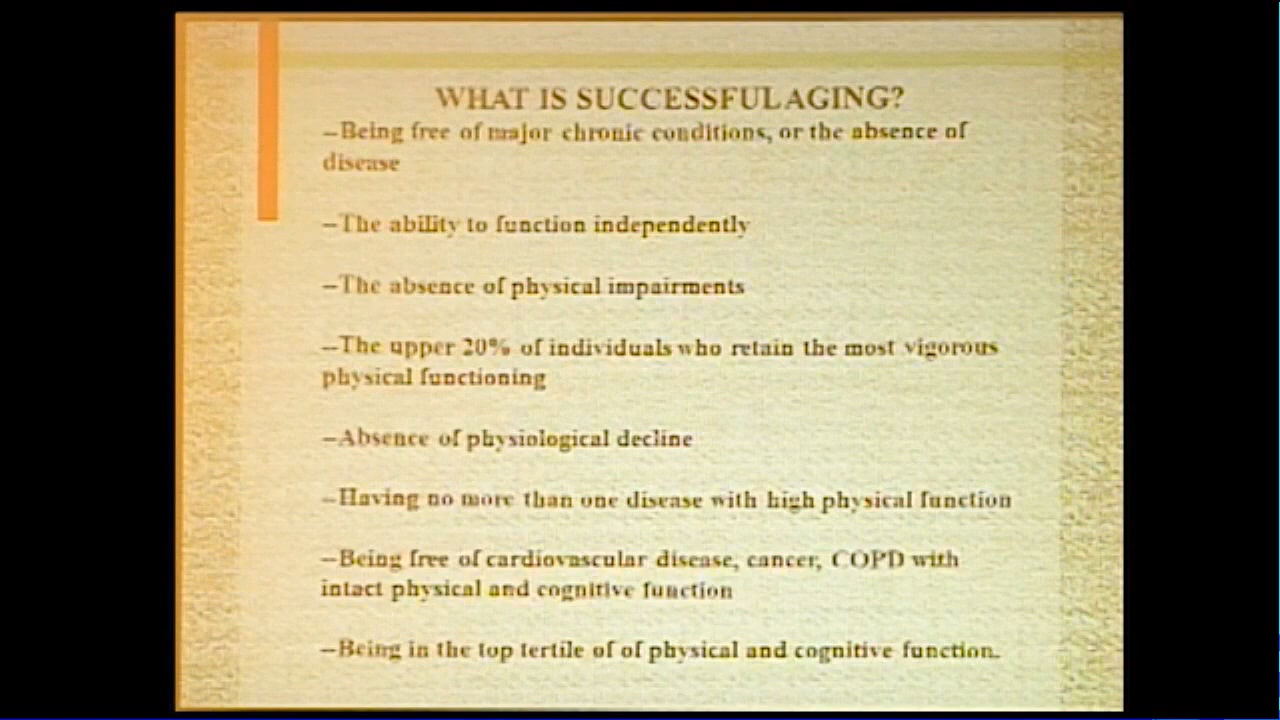 WHAT IS SUCCESSFUL AGING?
–Being free of major chronic conditions, or the absence of
disease
–The ability to function independently
–The absence of physical impairments
–The upper 20% of individuals who retain the most vigorous
physical functioning
–Absence of physiological decline
–Having no more than one disease with high physical function
–Being free of cardiovascular disease, cancer, COPD with
intact physical and cognitive function
–Being in the top tertile of of physical and cognitive function.